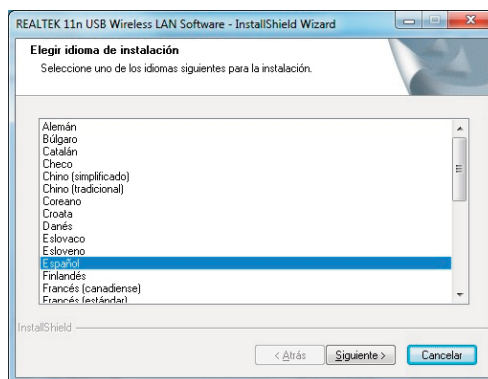 REALTEK 11n USB Wireless LAN Software - InstallShield Wizard
Elegir idioma de instalación
Seleccione uno de los idiomas siguientes para la instalación.
Alemán
Búlgaro
Catalán
Checo
Chino (simplificado)
Chino (tradicional)
Coreano
Croata
Danés
Eslovaco
Esloveno
Español
Finlandés
Francés (canadiense)
Francés (estándar)
InstallShield
< Atrás Siguiente > Cancelar